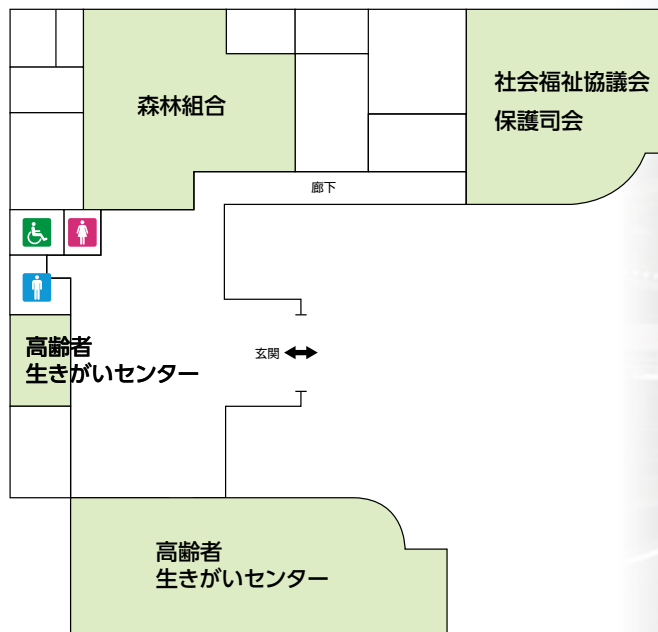 森林組合
社会福祉協議会
保護司会
廊下
高齢者
生きがいセンター
玄関
高齢者
生きがいセンター